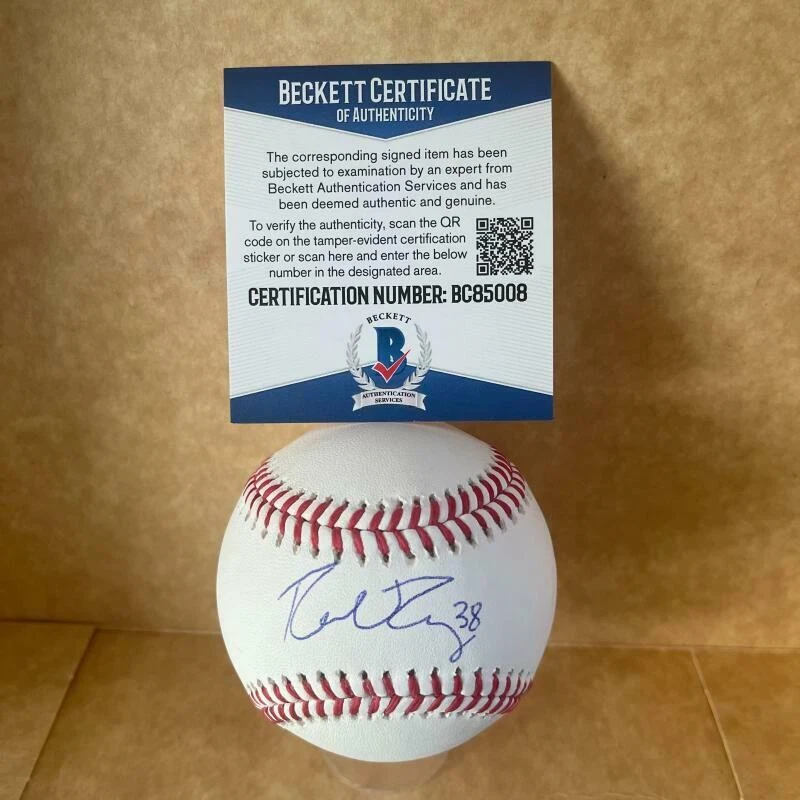 BECKETT CERTIFICATE
OF AUTHENTICITY
The corresponding signed item has been
subjected to examination by an expert from
Beckett Authentication Services and has
been deemed authentic and genuine.
To verify the authenticity, scan the QR
code on the tamper-evident certification
sticker or scan here and enter the below
number in the designated area.
CERTIFICATION NUMBER: BC85008
BECKETT
B
AUTHENTICATION
SERVICES
38